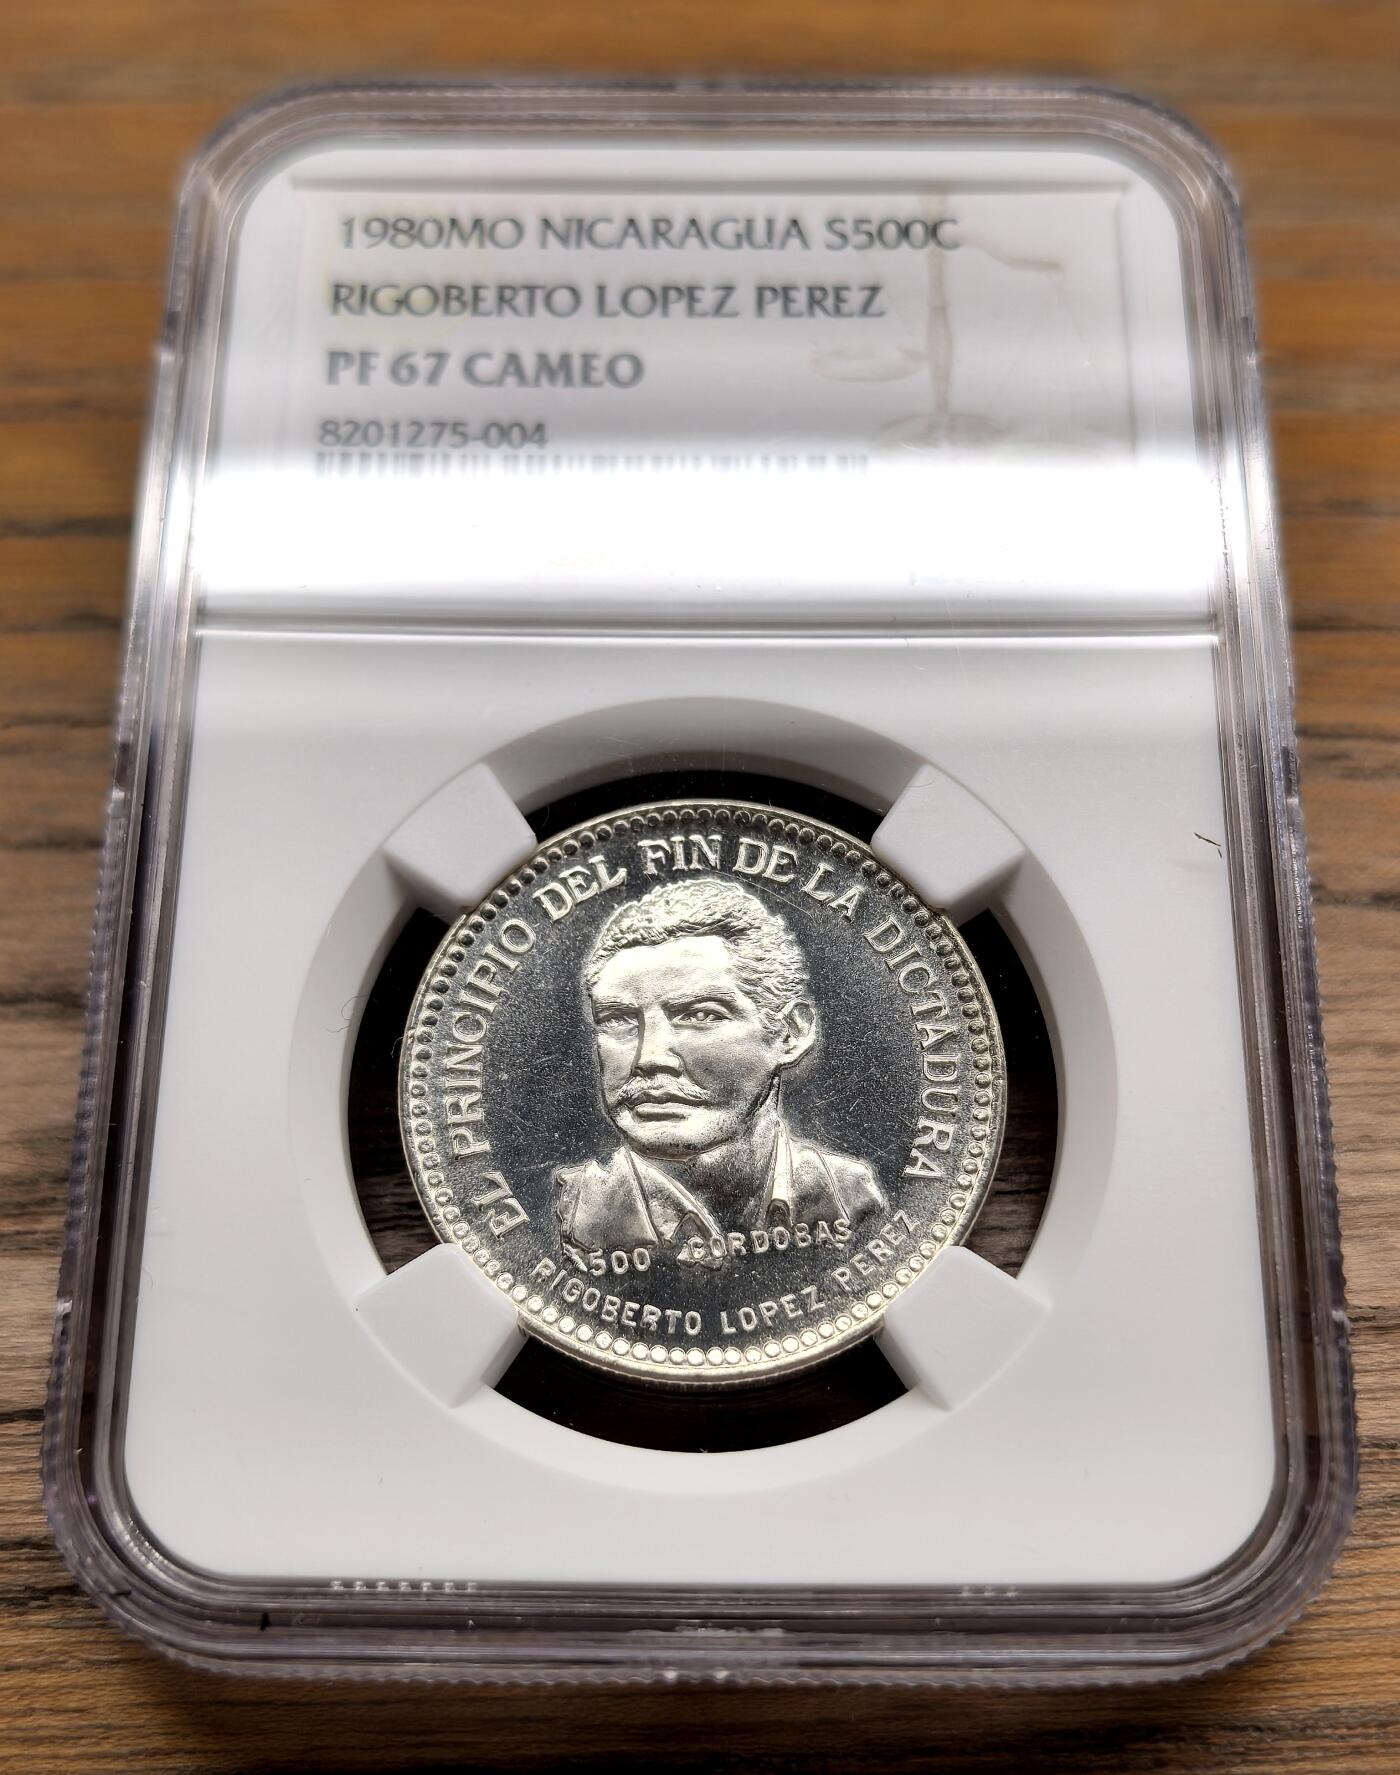 1980MO NICARAGUA S500C
RIGOBERTO LOPEZ PEREZ
PF 67 CAMEO
8201275-004
EL PRINCIPIO DEL FIN DE LA DICTADURA
500 CORDOBAS
RIGOBERTO LOPEZ PEREZ